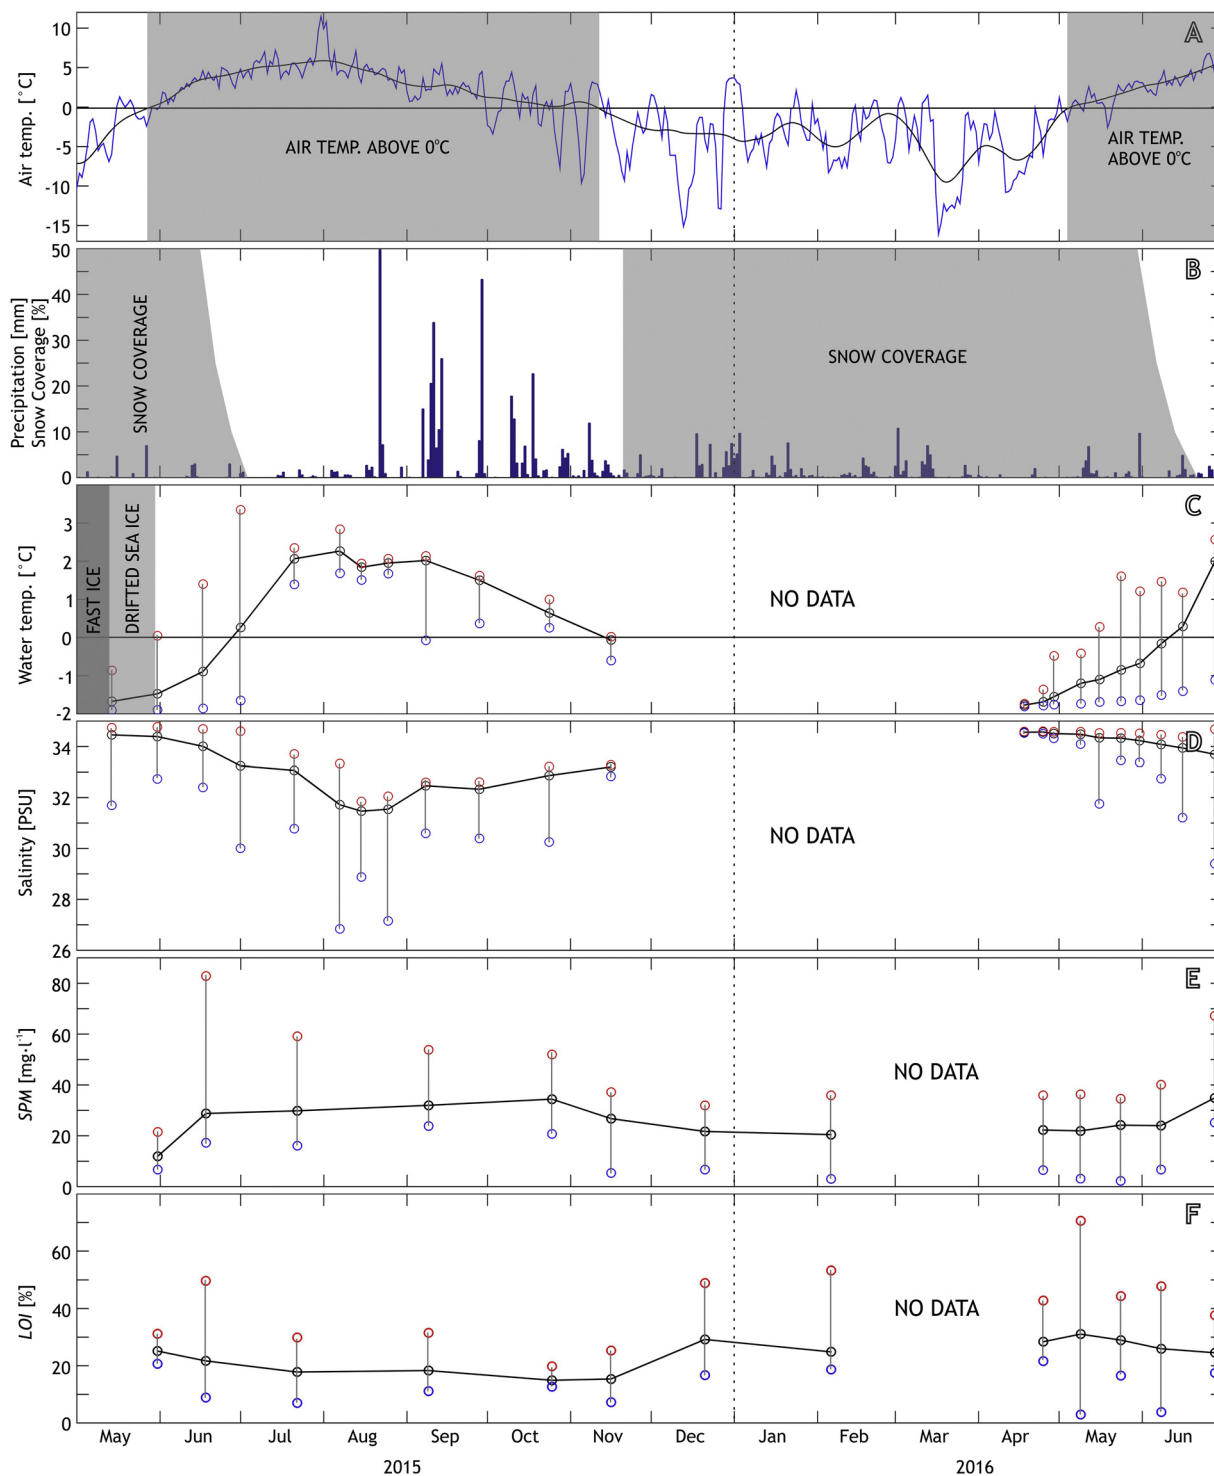 A
Air temp. [°C]
10
5
0
-5
-10
-15
AIR TEMP. ABOVE 0°C
AIR TEMP.
ABOVE 0°C
B
Precipitation [mm]
Snow Coverage [%]
50
40
30
20
10
0
SNOW COVERAGE
SNOW COVERAGE
C
Water temp. [°C]
3
2
1
0
-1
-2
FAST ICE
DRIFTED SEA ICE
NO DATA
D
Salinity [PSU]
34
32
30
28
26
NO DATA
E
SPM [mg·l⁻¹]
80
60
40
20
0
NO DATA
F
LOI [%]
60
40
20
0
NO DATA
May Jun Jul Aug Sep Oct Nov Dec Jan Feb Mar Apr May Jun
2015 2016